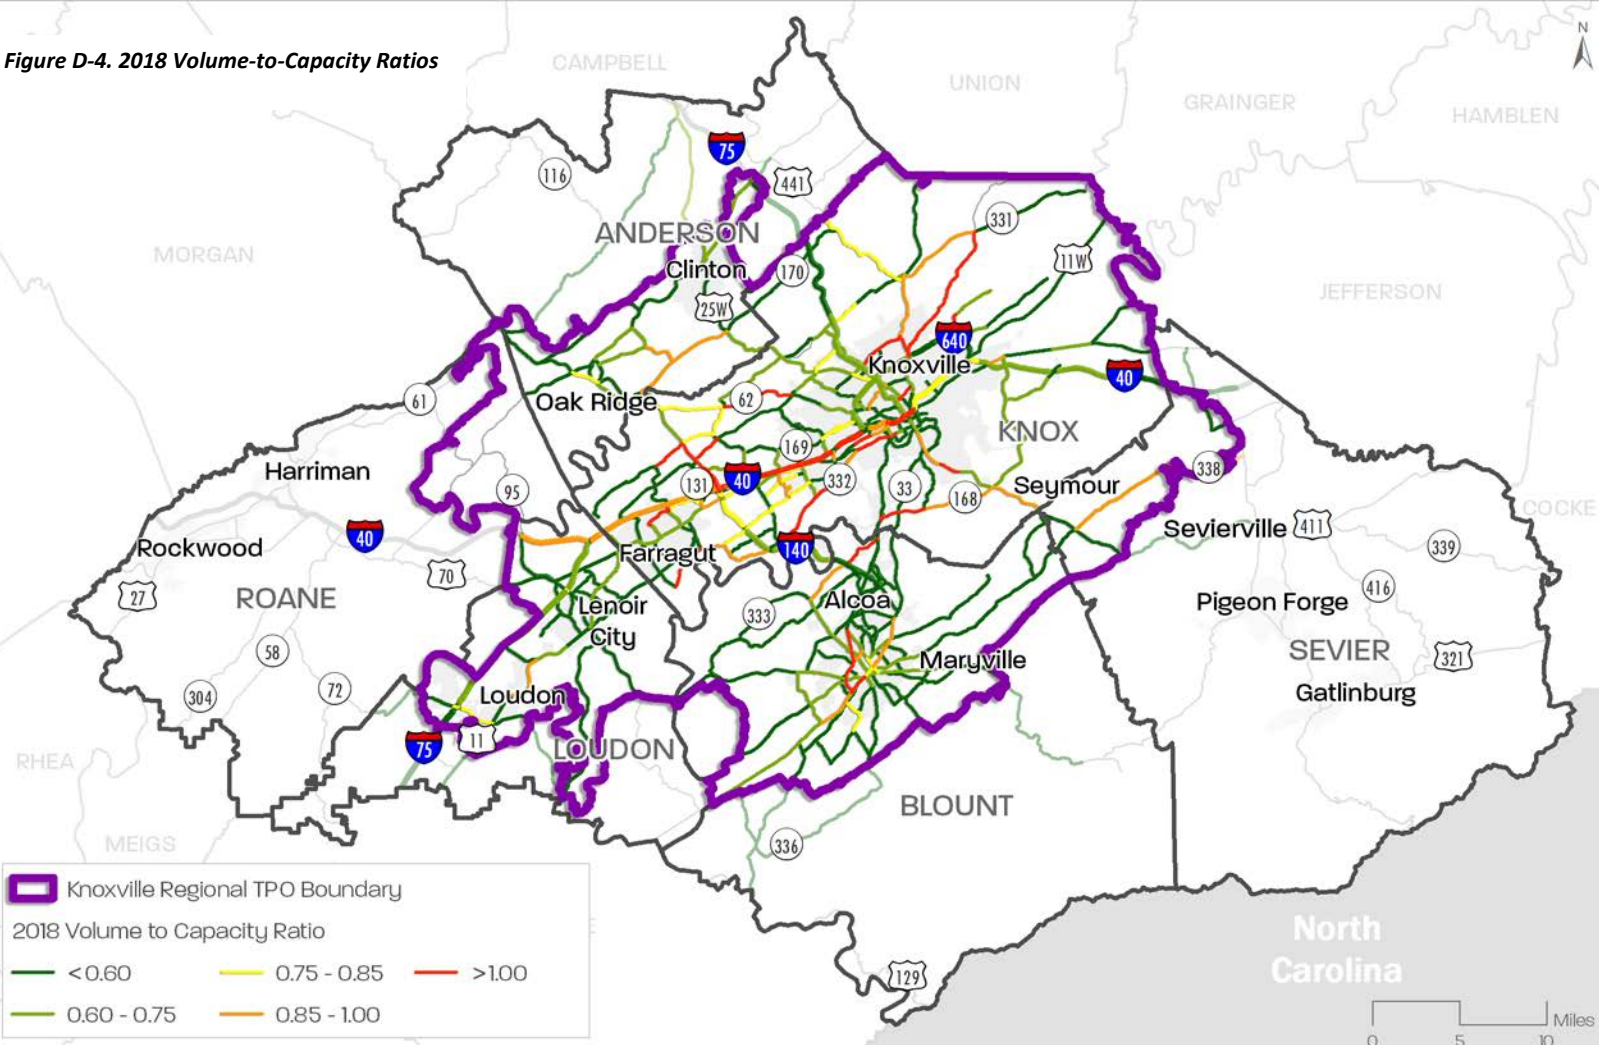 N
Figure D-4. 2018 Volume-to-Capacity Ratios
CAMPBELL
UNION
GRAINGER
HAMBLEN
75
116
441
ANDERSON
331
MORGAN
Clinton
170
11W
25W
JEFFERSON
640
Knoxville
40
61
Oak Ridge
62
KNOX
169
Harriman
338
131
40
332
33
168
Seymour
95
COCKE
Sevierville
411
40
Rockwood
Farragut
140
339
70
27
ROANE
Lenoir
City
333
Alcoa
Pigeon Forge
416
58
Maryville
SEVIER
321
304
72
Loudon
Gatlinburg
75
11
LOUDON
RHEA
BLOUNT
MEIGS
336
Knoxville Regional TPO Boundary
2018 Volume to Capacity Ratio
<0.60
0.75 - 0.85
>1.00
0.60 - 0.75
0.85 - 1.00
North
Carolina
129
Miles
0
5
10